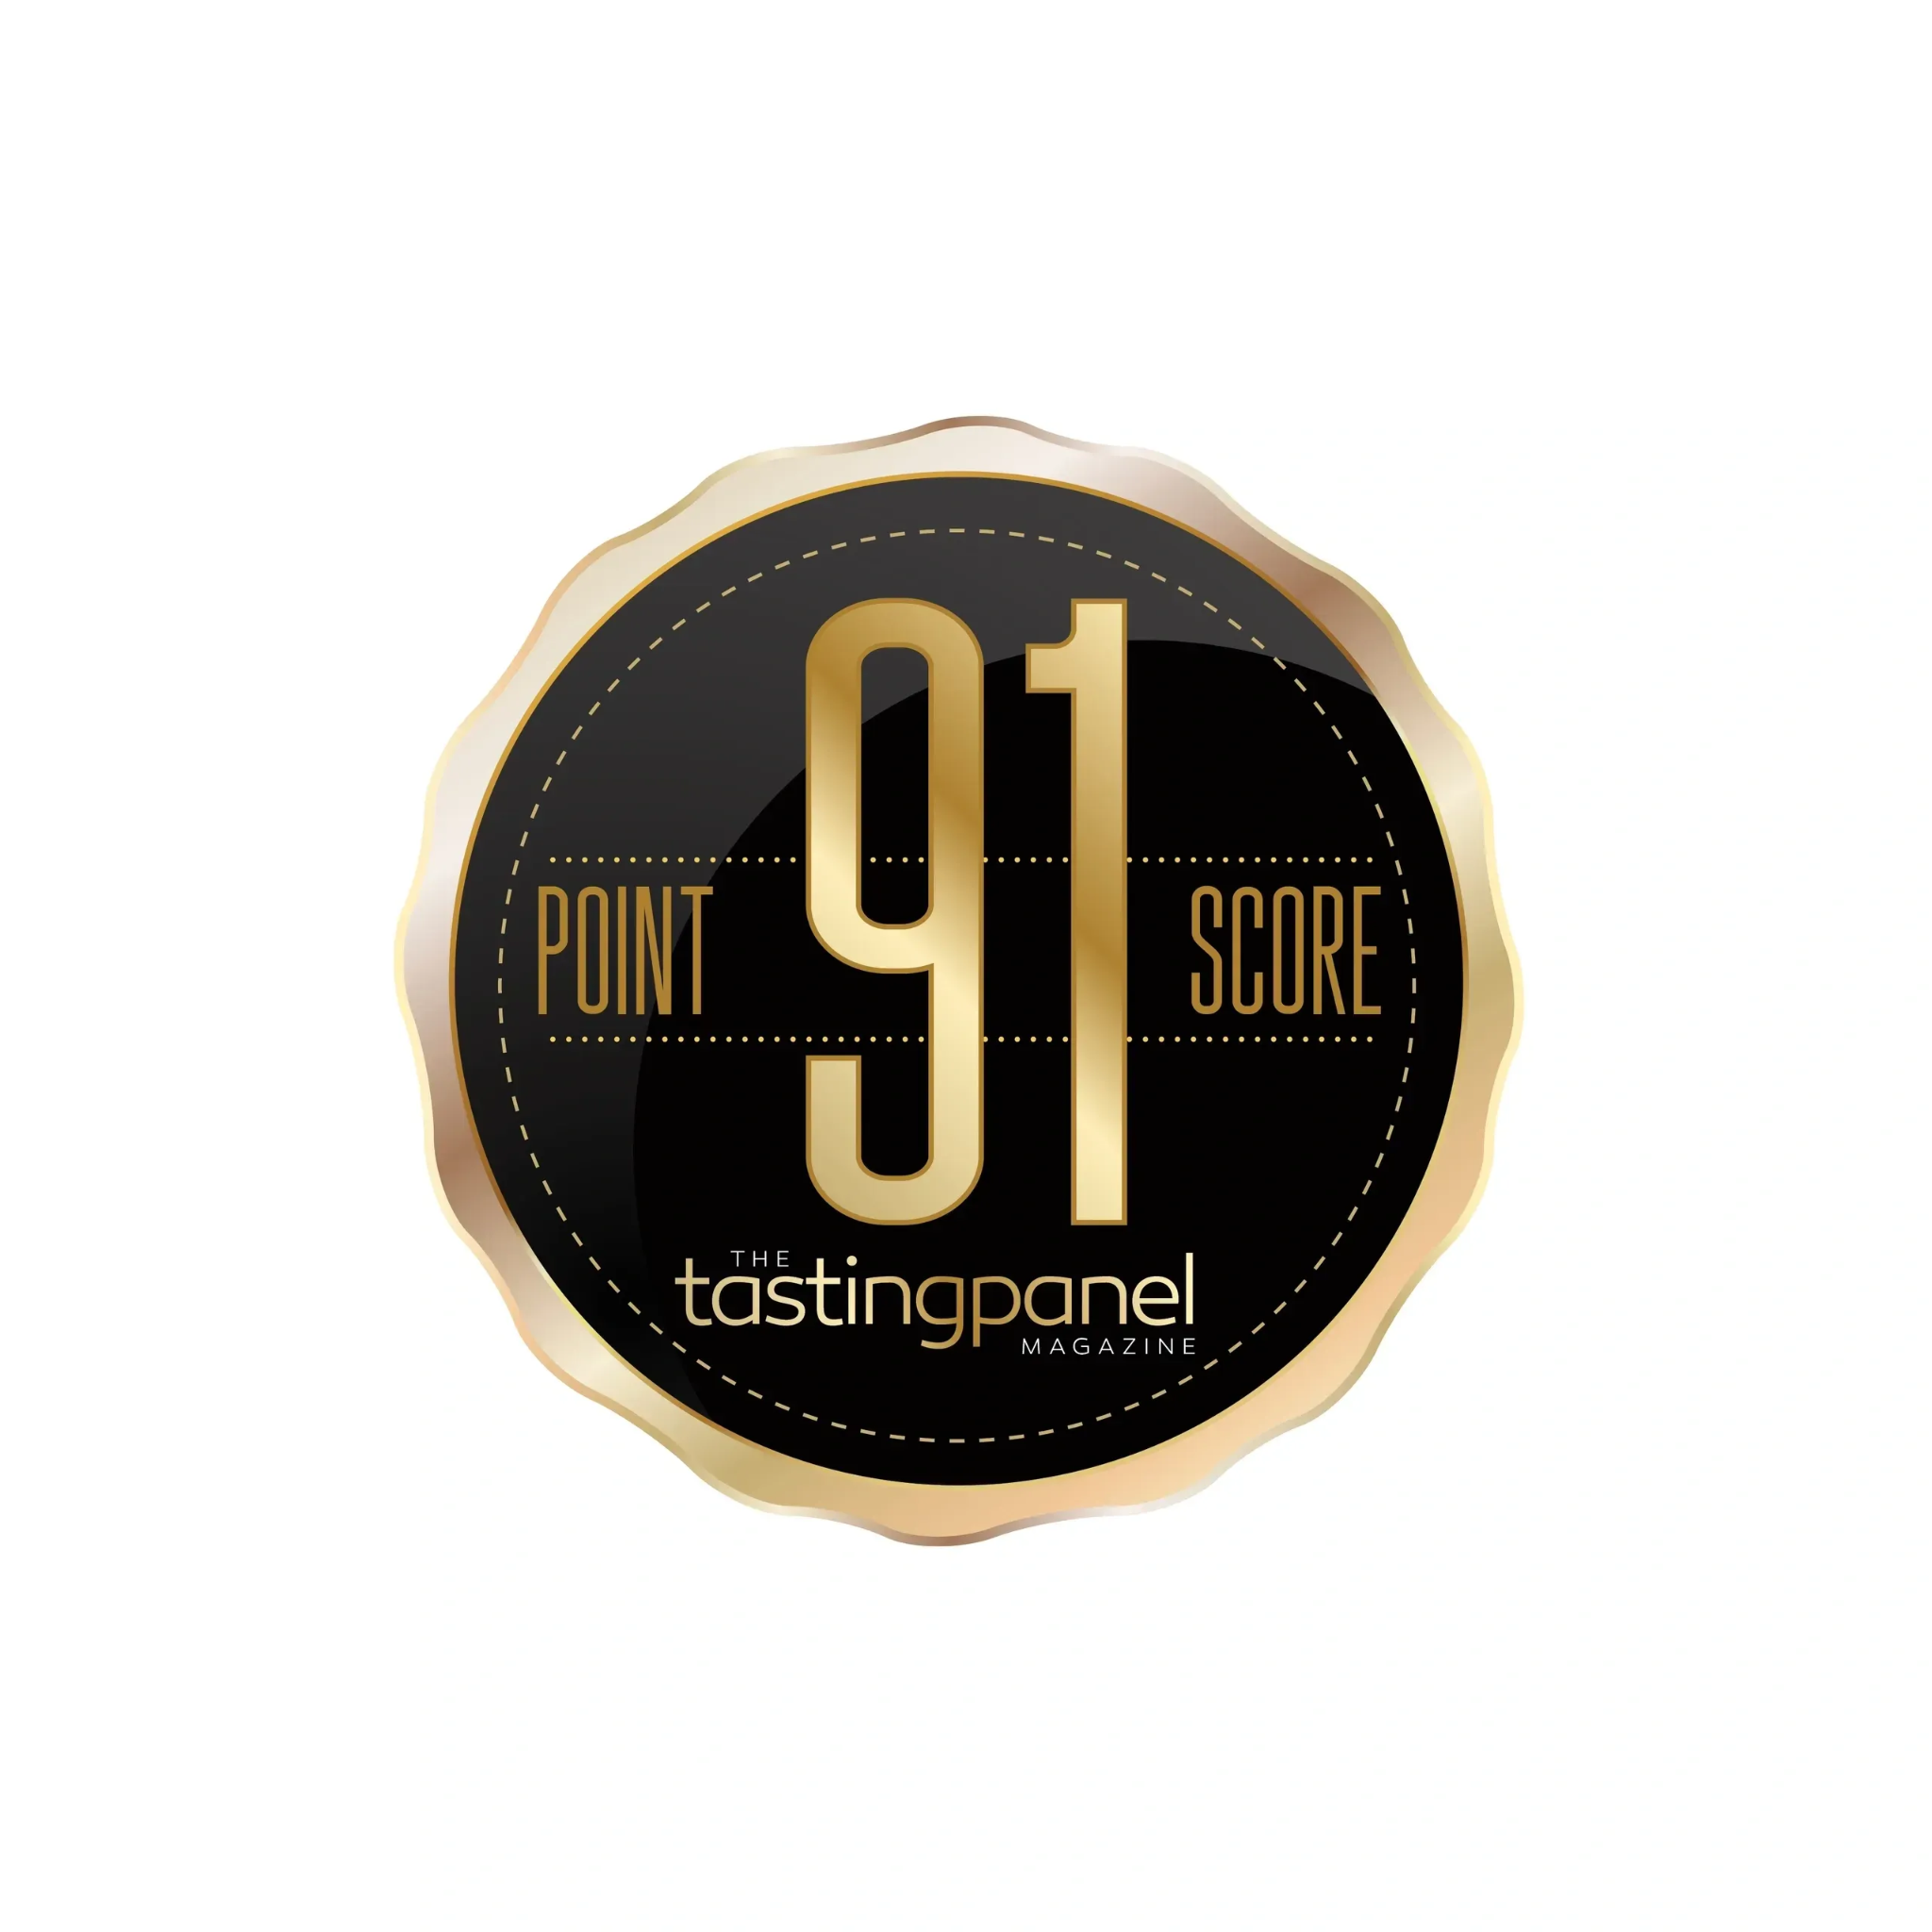 91
POINT SCORE
THE
tastingpanel
MAGAZINE